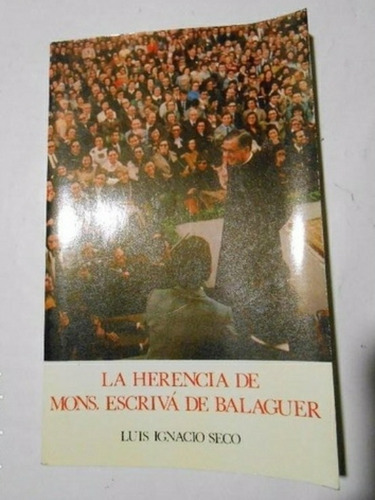 LA HERENCIA DE
MONS. ESCRIVÁ DE BALAGUER
LUIS IGNACIO SECO